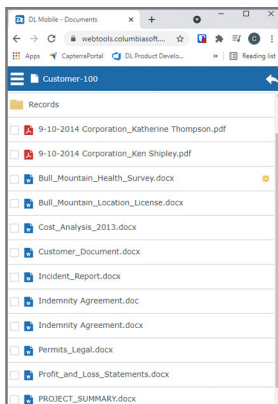 DL Mobile - Documents
webtools.columbiasoft....
Apps CapterraPortal DL Product Develo... » Reading list
Customer-100
Records
9-10-2014 Corporation_Katherine Thompson.pdf
9-10-2014 Corporation_Ken Shipley.pdf
Bull_Mountain_Health_Survey.docx
Bull_Mountain_Location_License.docx
Cost_Analysis_2013.docx
Customer_Document.docx
Incident_Report.docx
Indemnity Agreement.doc
Indemnity Agreement.docx
Permits_Legal.docx
Profit_and_Loss_Statements.docx
PROJECT_SUMMARY.docx